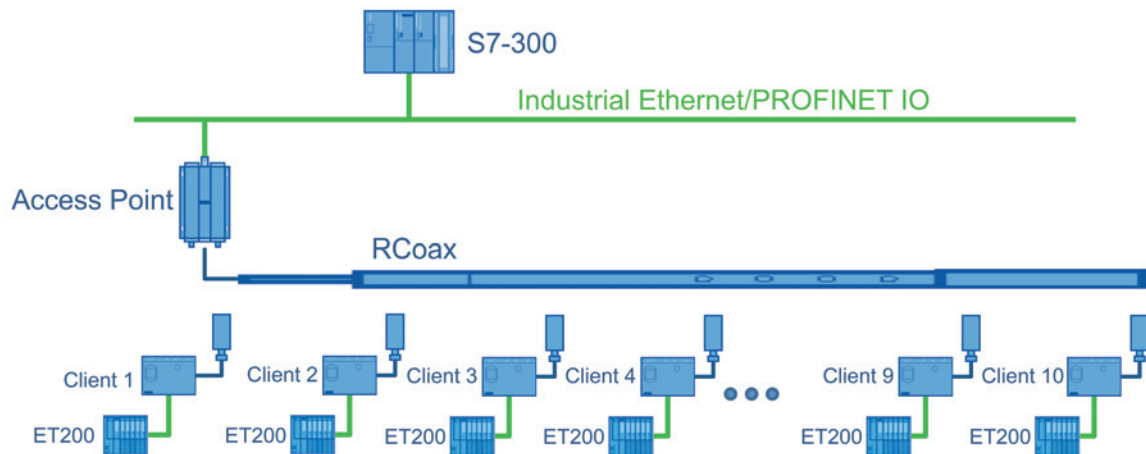 S7-300
Industrial Ethernet/PROFINET IO
Access Point
RCoax
Client 1
Client 2
Client 3
Client 4
Client 9
Client 10
ET200
ET200
ET200
ET200
ET200
ET200